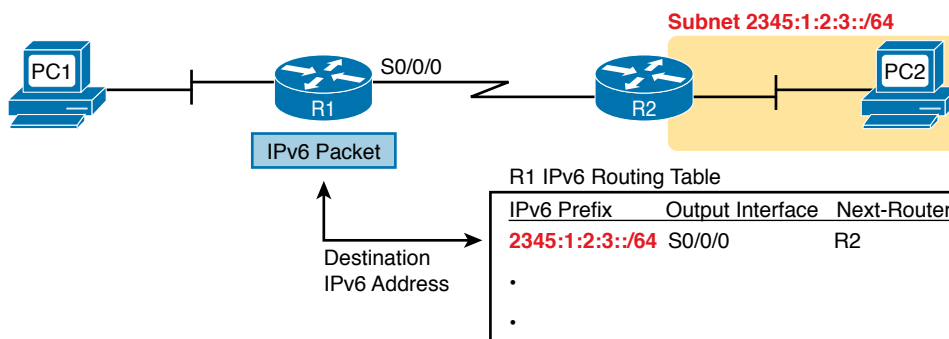 Subnet 2345:1:2:3::/64
PC1
S0/0/0
PC2
R1
R2
IPv6 Packet
R1 IPv6 Routing Table
IPv6 Prefix Output Interface Next-Router
2345:1:2:3::/64 S0/0/0 R2
Destination
IPv6 Address